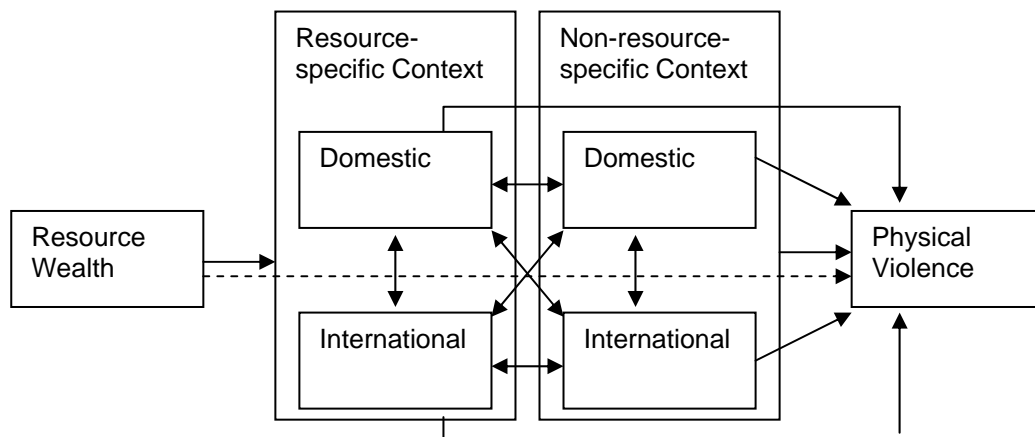 Resource-
specific Context
Non-resource-
specific Context
Domestic
Domestic
Resource
Wealth
Physical
Violence
International
International